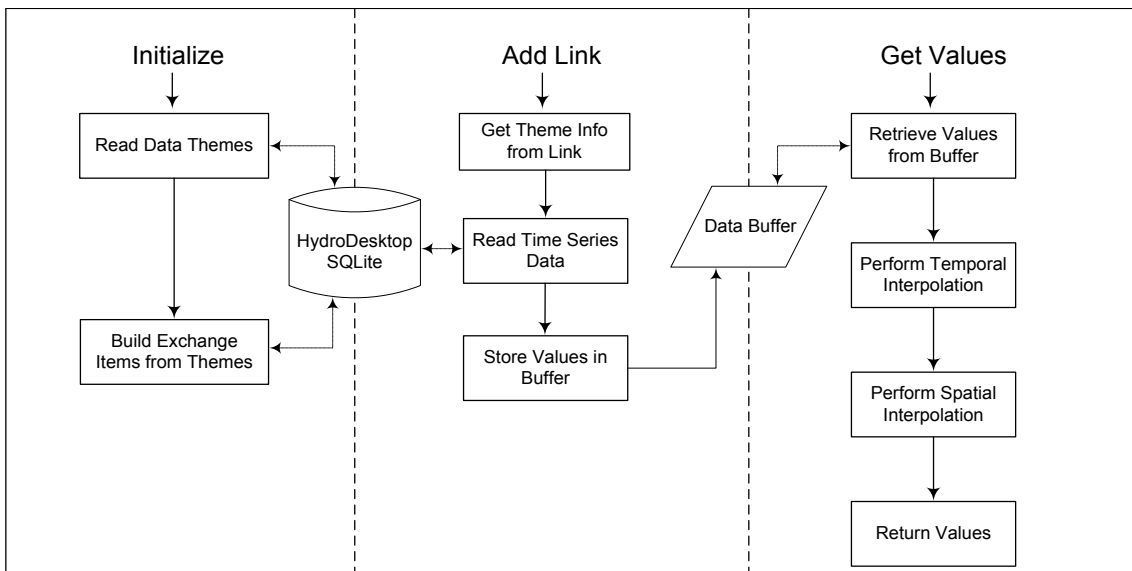 Initialize
Read Data Themes
Build Exchange
Items from Themes
HydroDesktop
SQLite
Add Link
Get Theme Info
from Link
Read Time Series
Data
Store Values in
Buffer
Data Buffer
Get Values
Retrieve Values
from Buffer
Perform Temporal
Interpolation
Perform Spatial
Interpolation
Return Values